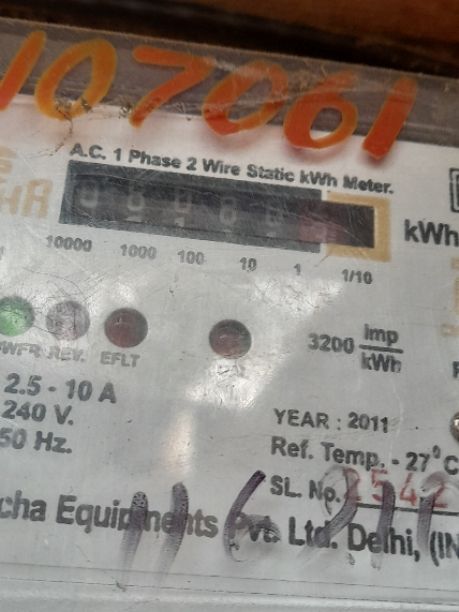 107061
A.C. 1 Phase 2 Wire Static kWh Meter.
kWh
10000 1000 100 10 1 1/10
REV. EFLT
3200 imp/kWh
2.5 - 10 A
240 V.
50 Hz.
YEAR : 2011
Ref. Temp. - 27°C
SL. No. 2542
Equipments Pvt. Ltd. Delhi,